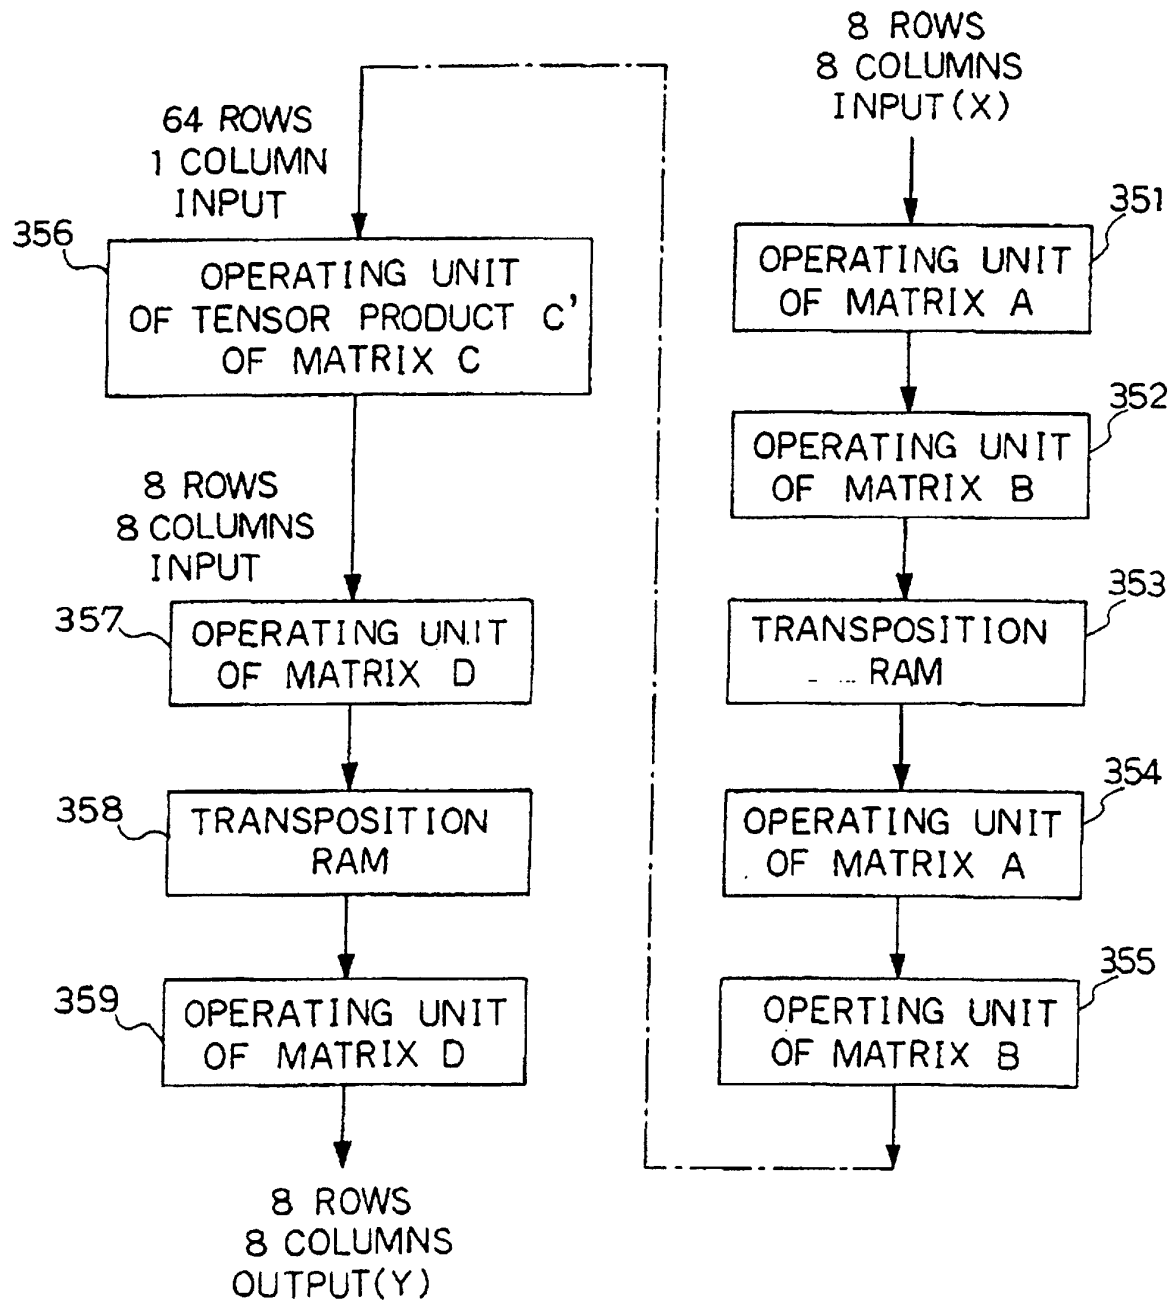 8 ROWS
8 COLUMNS
INPUT(X)
351
OPERATING UNIT
OF MATRIX A
352
OPERATING UNIT
OF MATRIX B
353
TRANSPOSITION
RAM
354
OPERATING UNIT
OF MATRIX A
355
OPERTING UNIT
OF MATRIX B
64 ROWS
1 COLUMN
INPUT
356
OPERATING UNIT
OF TENSOR PRODUCT C'
OF MATRIX C
8 ROWS
8 COLUMNS
INPUT
357
OPERATING UNIT
OF MATRIX D
358
TRANSPOSITION
RAM
359
OPERATING UNIT
OF MATRIX D
8 ROWS
8 COLUMNS
OUTPUT(Y)